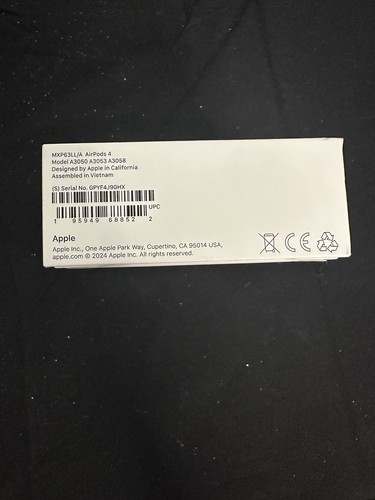 MXP63LL/A AirPods 4
Model A3050 A3053 A3058
Designed by Apple in California
Assembled in Vietnam
(S) Serial No. GPYF4J9GHX
UPC
1 95949 68852 2
Apple
Apple Inc., One Apple Park Way, Cupertino, CA 95014 USA,
apple.com © 2024 Apple Inc. All rights reserved.
CE